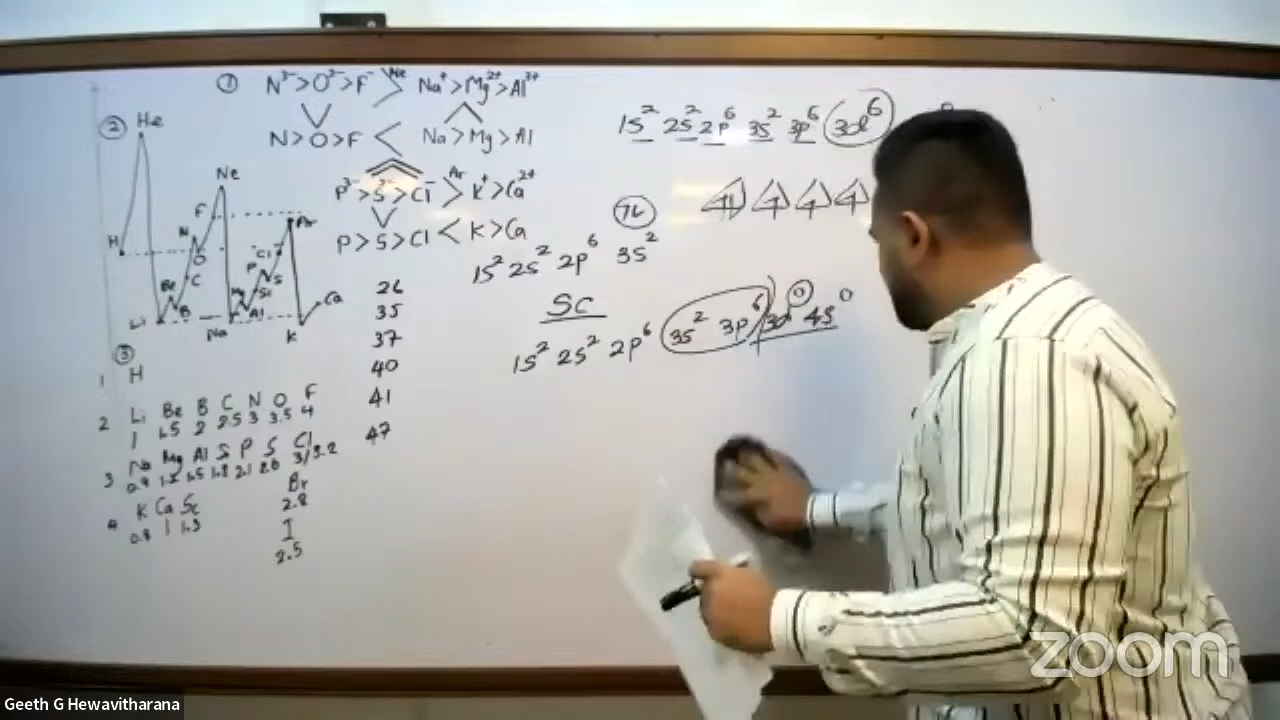 ① N³⁻>O²⁻>F⁻ > Na⁺>Mg²⁺>Al³⁺
Ne
N>O>F < Na>Mg>Al
P³⁻>S²⁻>Cl⁻ > K⁺>Ca²⁺
Ar
P>S>Cl < K>Ca
② He
Ne
F
H
N
O
C
Be
B
Li
Ar
Cl
P
S
Mg
Si
Al
Na
K
Ca
26
35
37
40
41
47
③
1 H
2 Li Be B C N O F
1 1.5 2 2.5 3 3.5 4
3 Na Mg Al Si P S Cl
0.9 1.2 1.5 1.8 2.1 3/3.2
Br
2.8
4 K Ca Sc
0.8 1 1.3
I
2.5
1s² 2s² 2p⁶ 3s² 3p⁶ 3d⁶
76
1s² 2s² 2p⁶ 3s²
Sc
1s² 2s² 2p⁶ 3s² 3p⁶ 3d⁰ 4s⁰
zoom
Geeth G Hewavitharana